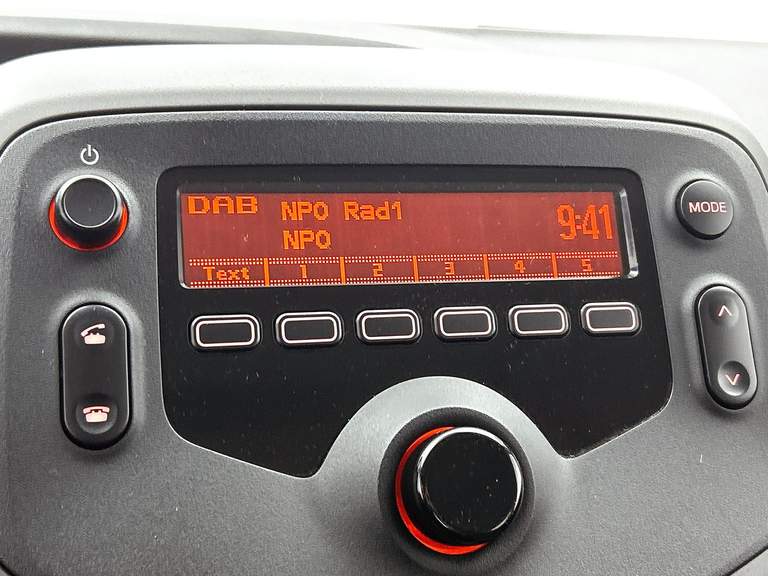 DAB NPO Rad1 9:41
NPO
Text 1 2 3 4 5
MODE